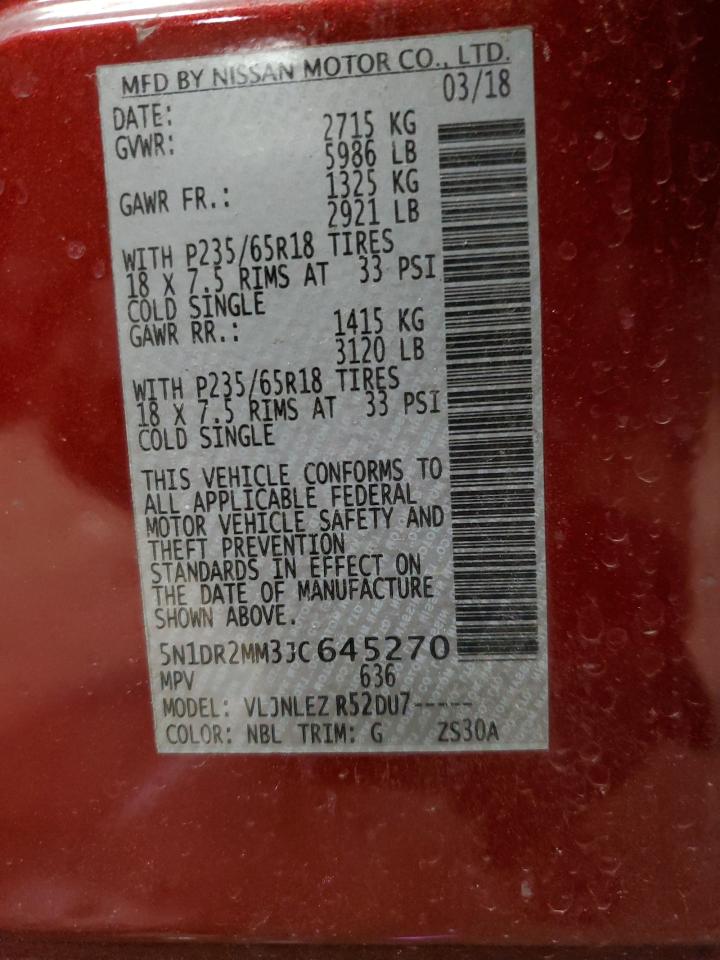 MFD BY NISSAN MOTOR CO., LTD.
DATE: 03/18
GVWR: 2715 KG
5986 LB
GAWR FR.: 1325 KG
2921 LB
WITH P235/65R18 TIRES
18 X 7.5 RIMS AT 33 PSI
COLD SINGLE
GAWR RR.: 1415 KG
3120 LB
WITH P235/65R18 TIRES
18 X 7.5 RIMS AT 33 PSI
COLD SINGLE
THIS VEHICLE CONFORMS TO
ALL APPLICABLE FEDERAL
MOTOR VEHICLE SAFETY AND
THEFT PREVENTION
STANDARDS IN EFFECT ON
THE DATE OF MANUFACTURE
SHOWN ABOVE.
5N1DR2MM3JC645270
MPV 636
MODEL: VLJNLEZ R52DU7-----
COLOR: NBL TRIM: G ZS30A